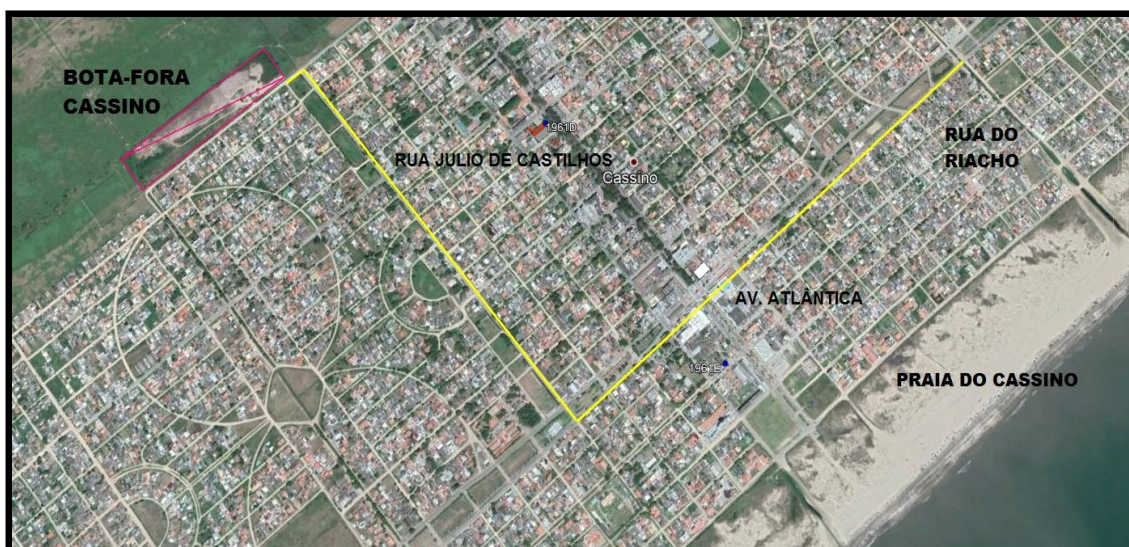 BOTA-FORA
CASSINO
1961D
RUA JULIO DE CASTILHOS
Cassino
RUA DO
RIACHO
AV. ATLÂNTICA
1961E
PRAIA DO CASSINO